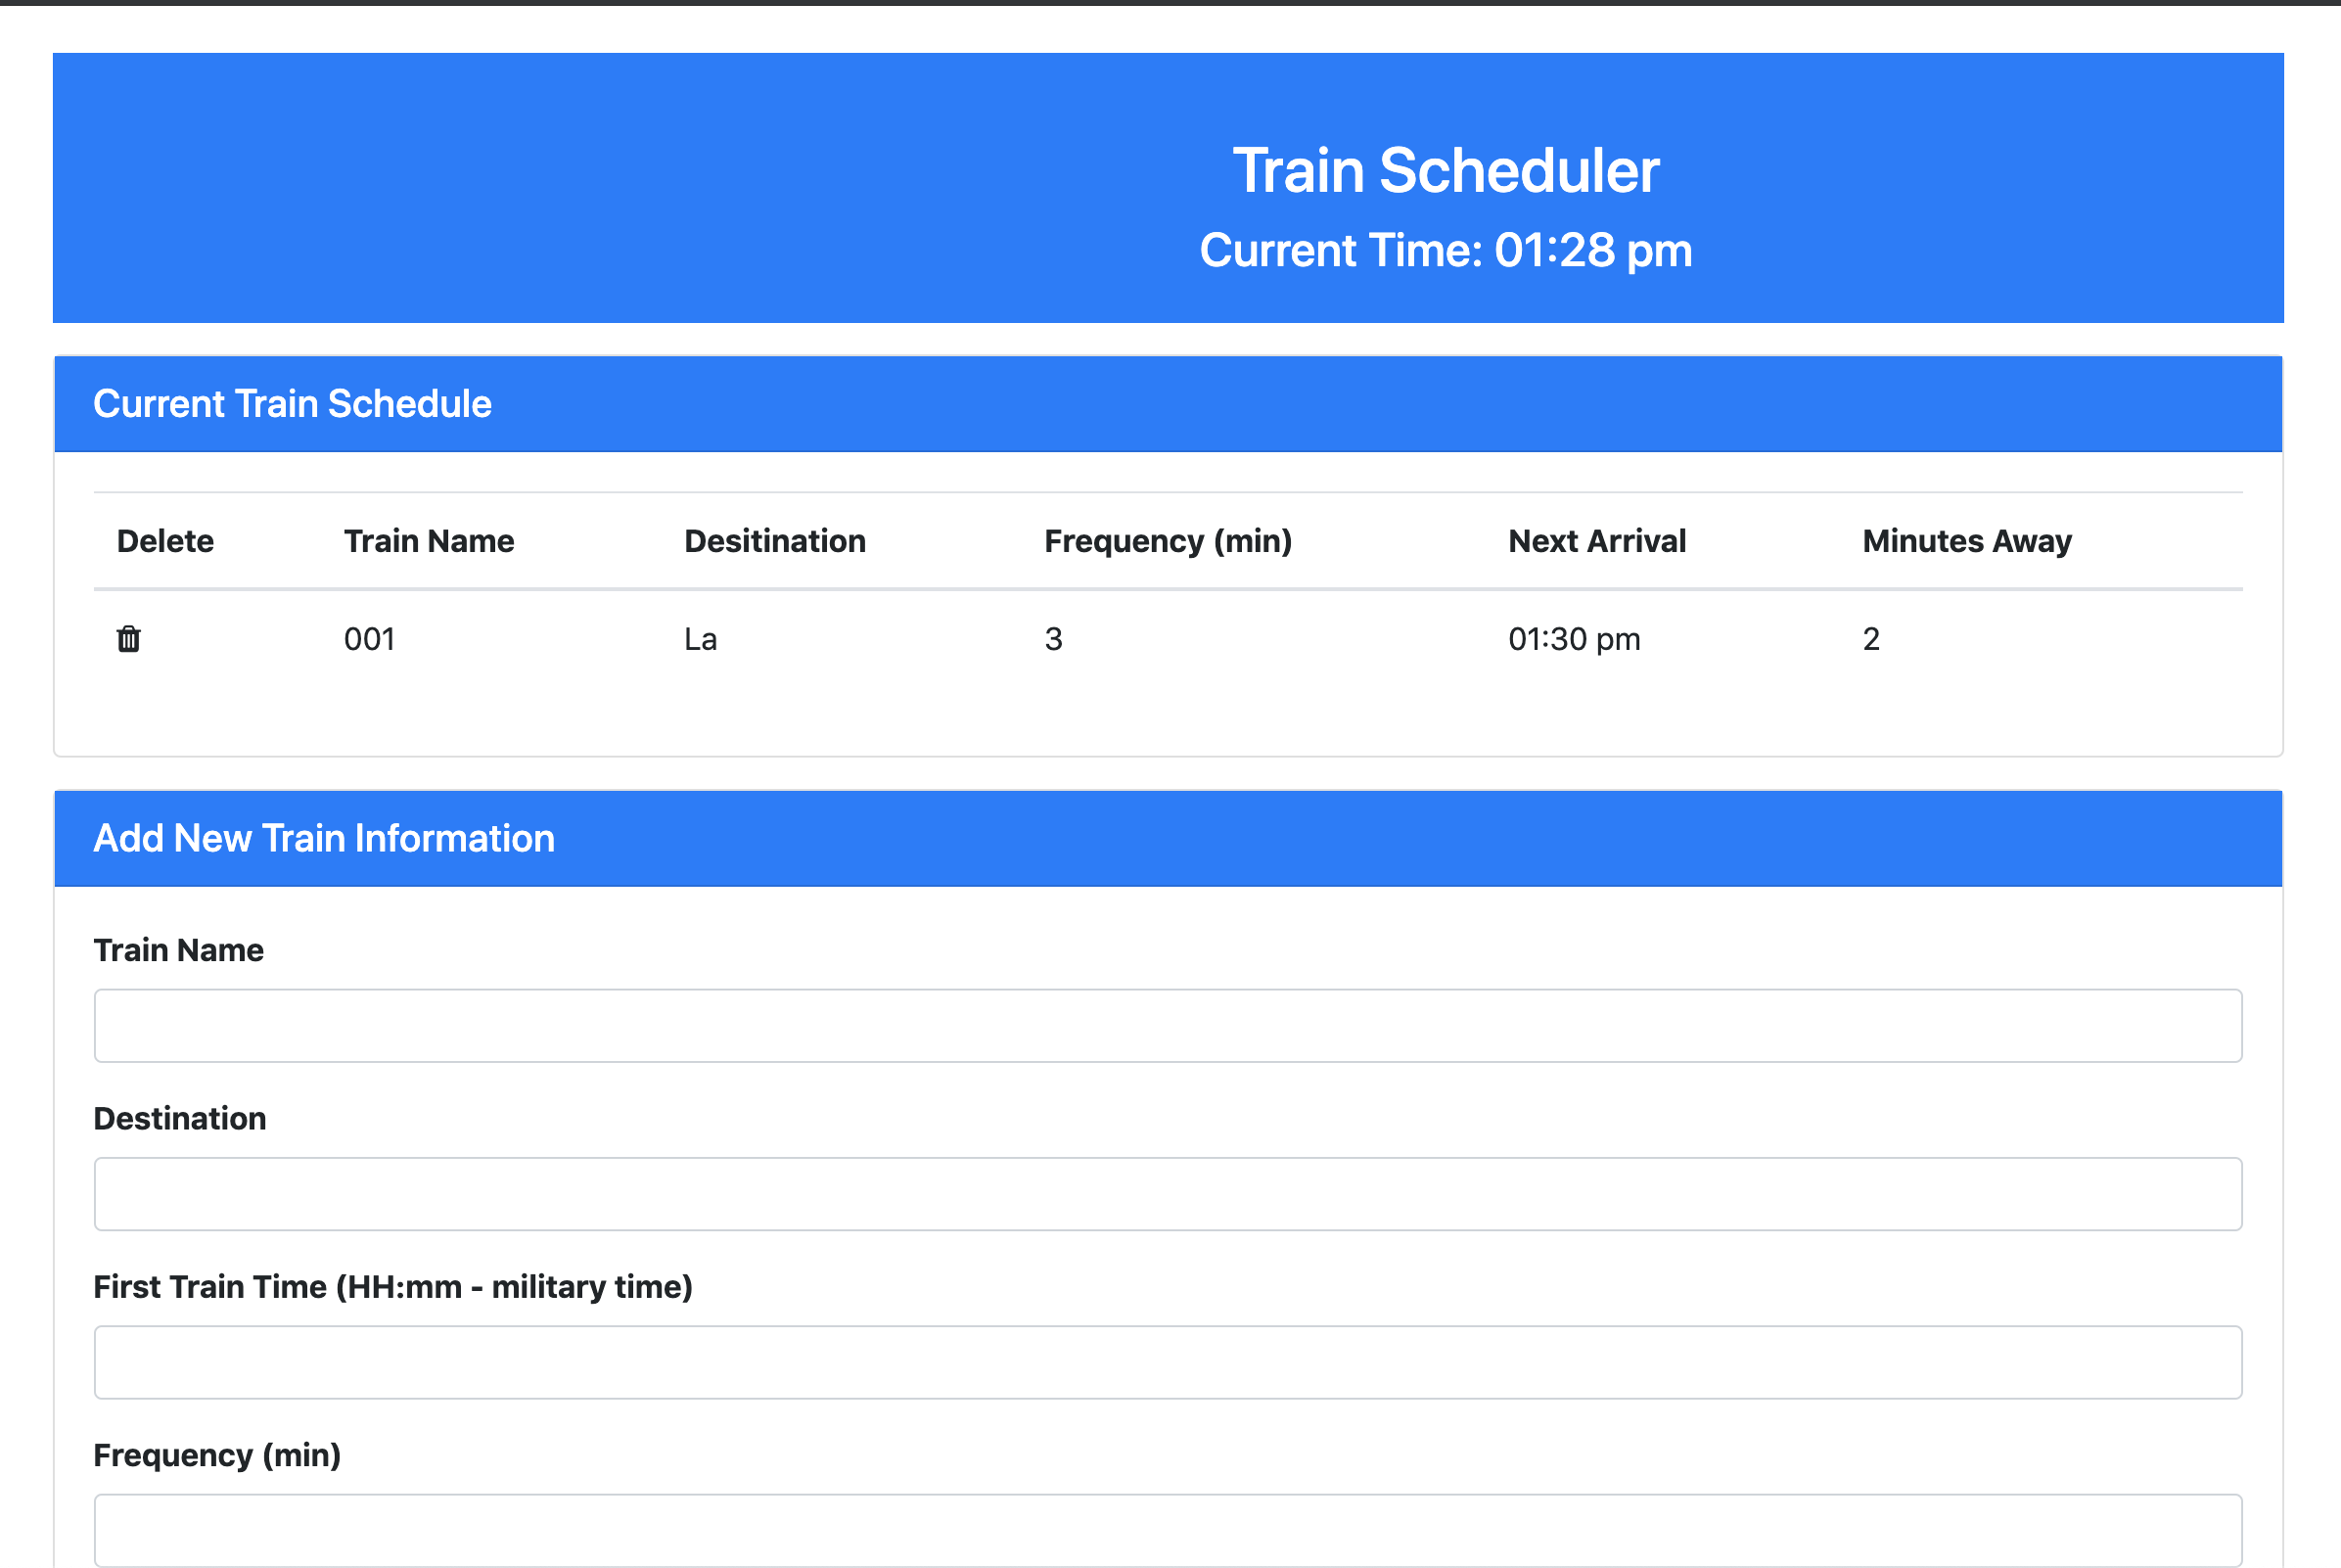 Train Scheduler
Current Time: 01:28 pm
Current Train Schedule
Delete Train Name Desitination Frequency (min) Next Arrival Minutes Away
001 La 3 01:30 pm 2
Add New Train Information
Train Name
Destination
First Train Time (HH:mm - military time)
Frequency (min)